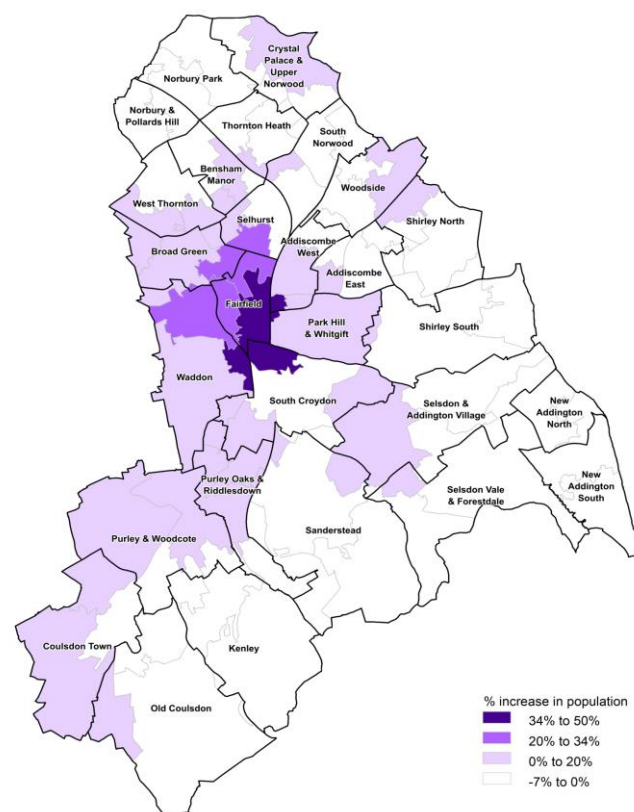 Crystal
Palace &
Upper
Norwood
Norbury Park
Norbury &
Pollards Hill
Thornton Heath
South
Norwood
Bensham
Manor
Woodside
West Thornton
Selhurst
Shirley North
Broad Green
Addiscombe
West
Addiscombe
East
Fairfield
Park Hill
& Whitgift
Shirley South
Waddon
South Croydon
Selsdon &
Addington Village
New
Addington
North
Purley Oaks &
Riddlesdown
New
Addington
South
Selsdon Vale
& Forestdale
Sanderstead
Purley & Woodcote
Coulsdon Town
Kenley
Old Coulsdon
% increase in population
34% to 50%
20% to 34%
0% to 20%
-7% to 0%